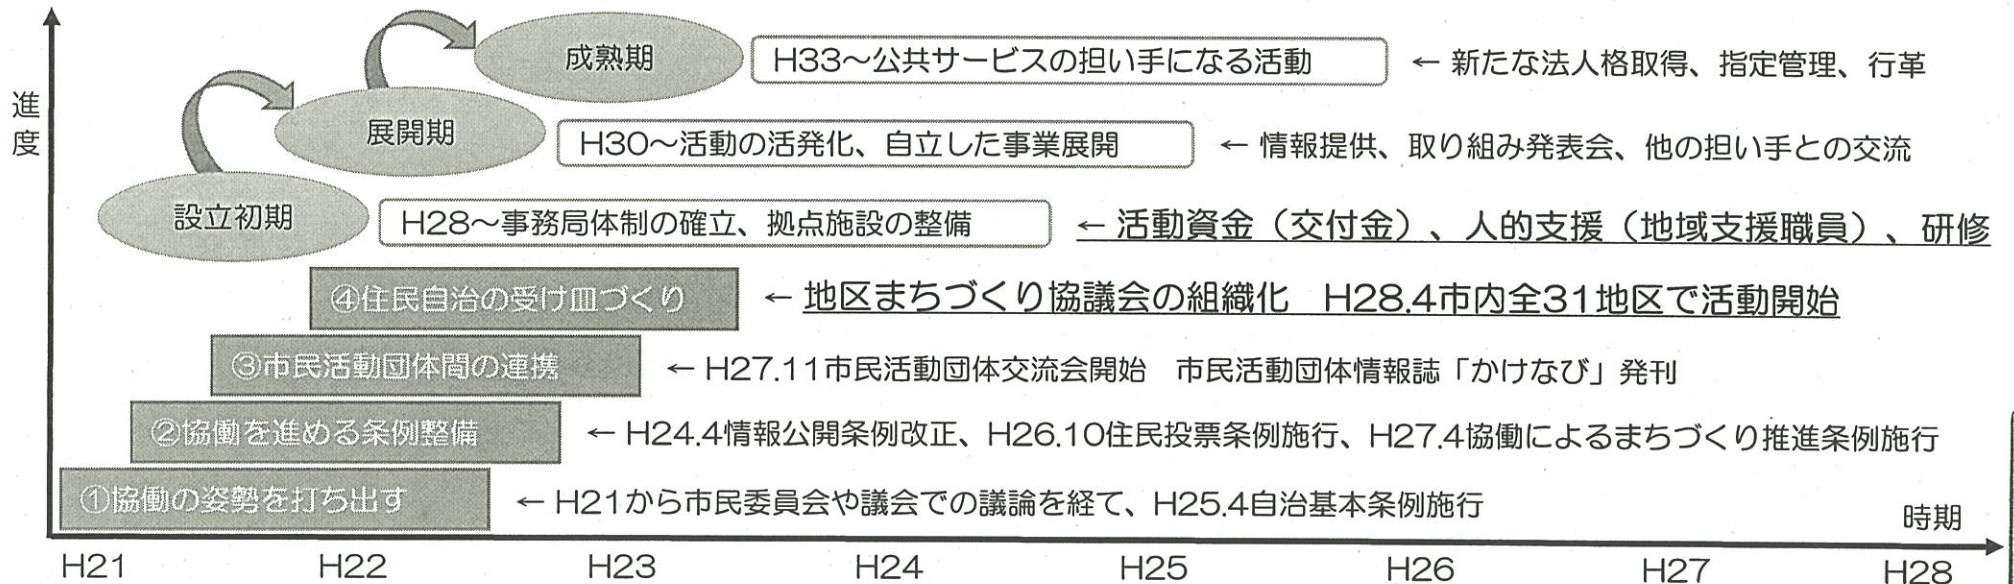 進度
成熟期 H33～公共サービスの担い手になる活動 ← 新たな法人格取得、指定管理、行革
展開期 H30～活動の活発化、自立した事業展開 ← 情報提供、取り組み発表会、他の担い手との交流
設立初期 H28～事務局体制の確立、拠点施設の整備 ← 活動資金（交付金）、人的支援（地域支援職員）、研修
④住民自治の受け皿づくり ← 地区まちづくり協議会の組織化　H28.4市内全31地区で活動開始
③市民活動団体間の連携 ← H27.11市民活動団体交流会開始　市民活動団体情報誌「かけなび」発刊
②協働を進める条例整備 ← H24.4情報公開条例改正、H26.10住民投票条例施行、H27.4協働によるまちづくり推進条例施行
①協働の姿勢を打ち出す ← H21から市民委員会や議会での議論を経て、H25.4自治基本条例施行
時期
H21 H22 H23 H24 H25 H26 H27 H28